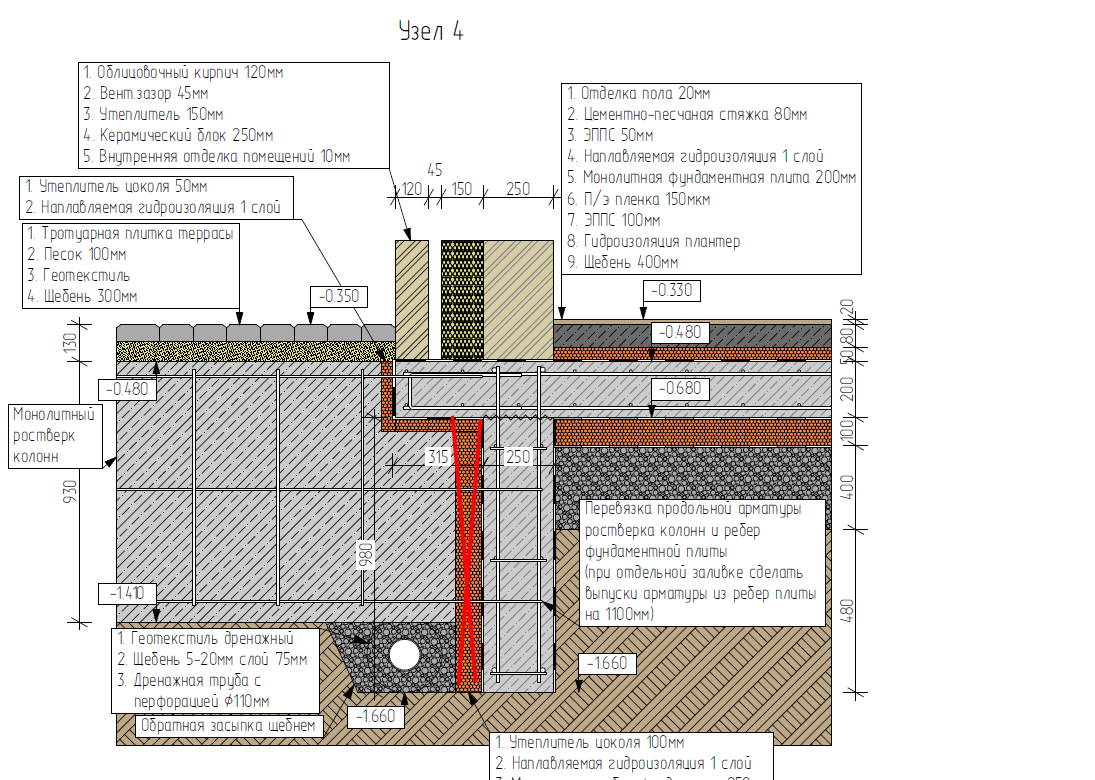 Узел 4
1. Облицовочный кирпич 120мм
2. Вент.зазор 45мм
3. Утеплитель 150мм
4. Керамический блок 250мм
5. Внутренняя отделка помещений 10мм
1. Отделка пола 20мм
2. Цементно-песчаная стяжка 80мм
3. ЭППС 50мм
4. Наплавляемая гидроизоляция 1 слой
5. Монолитная фундаментная плита 200мм
6. П/э пленка 150мкм
7. ЭППС 100мм
8. Гидроизоляция плантер
9. Щебень 400мм
1. Утеплитель цоколя 50мм
2. Наплавляемая гидроизоляция 1 слой
1. Тротуарная плитка террасы
2. Песок 100мм
3. Геотекстиль
4. Щебень 300мм
45
120
150
250
-0.350
-0.330
-0.480
-0.680
20
80
50
200
100
400
480
130
-0.480
Монолитный
ростверк
колонн
930
315
250
980
Перевязка продольной арматуры
ростверка колонн и ребер
фундаментной плиты
(при отдельной заливке сделать
выпуски арматуры из ребер плиты
на 1100мм)
-1.410
1. Геотекстиль дренажный
2. Щебень 5-20мм слой 75мм
3. Дренажная труба с
перфорацией ϕ110мм
Обратная засыпка щебнем
-1.660
-1.660
1. Утеплитель цоколя 100мм
2. Наплавляемая гидроизоляция 1 слой